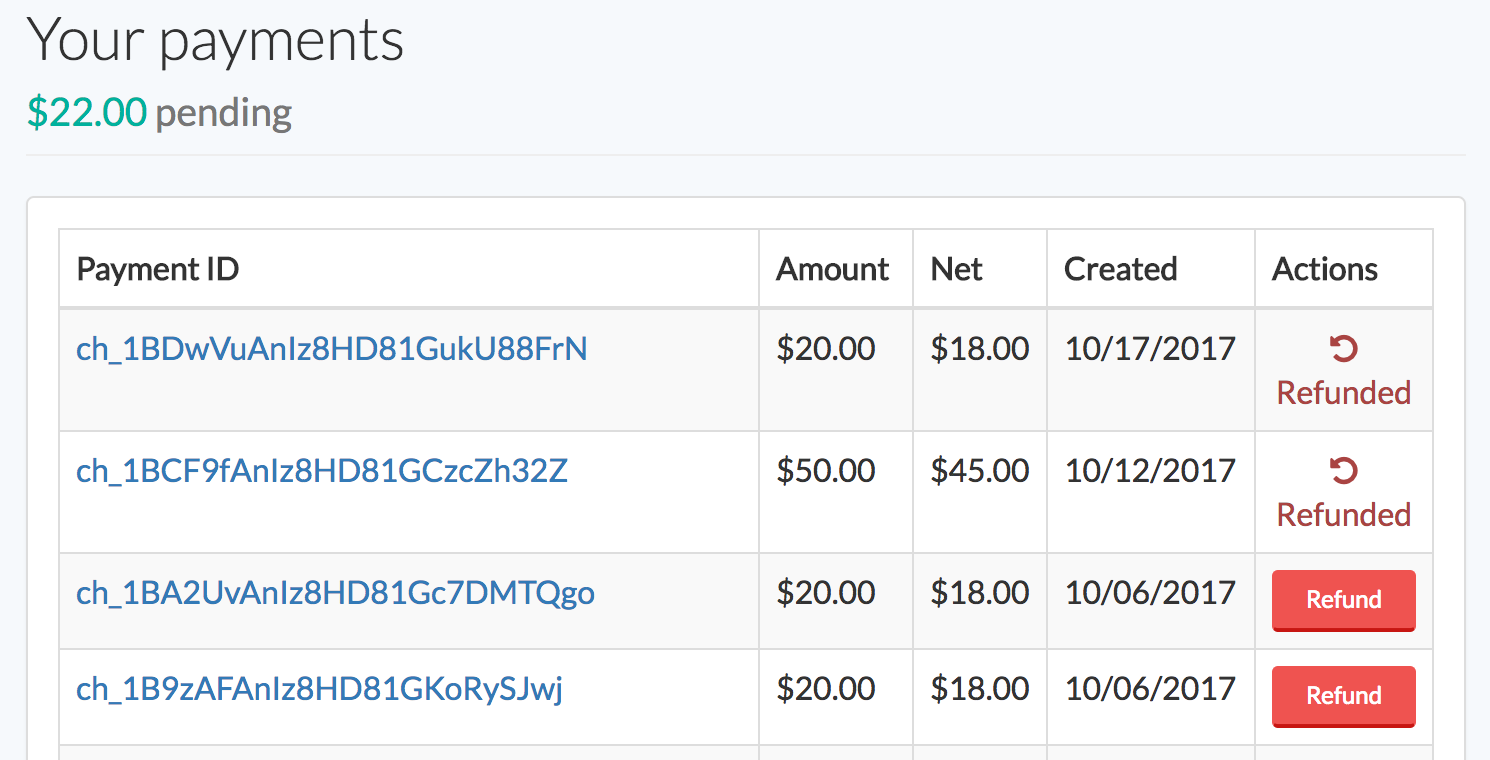 Your payments
$22.00 pending
Payment ID Amount Net Created Actions
ch_1BDwVuAnIz8HD81GukU88FrN $20.00 $18.00 10/17/2017
Refunded
ch_1BCF9fAnIz8HD81GCzcZh32Z $50.00 $45.00 10/12/2017
Refunded
ch_1BA2UvAnIz8HD81Gc7DMTQgo $20.00 $18.00 10/06/2017 Refund
ch_1B9zAFAnIz8HD81GKoRySJwj $20.00 $18.00 10/06/2017 Refund